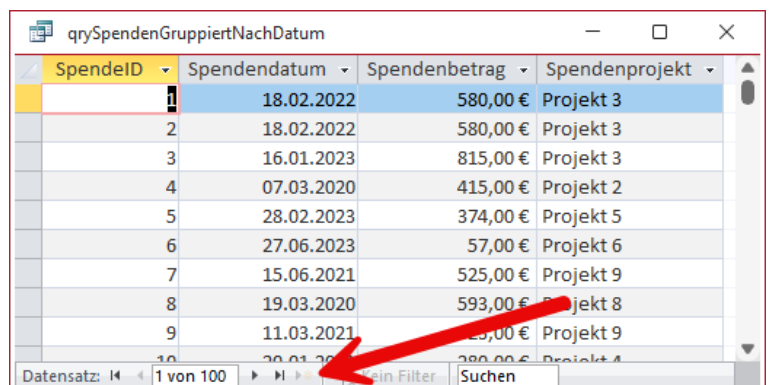 qrySpendenGruppiertNachDatum
SpendeID Spendendatum Spendenbetrag Spendenprojekt
1 18.02.2022 580,00 € Projekt 3
2 18.02.2022 580,00 € Projekt 3
3 16.01.2023 815,00 € Projekt 3
4 07.03.2020 415,00 € Projekt 2
5 28.02.2023 374,00 € Projekt 5
6 27.06.2023 57,00 € Projekt 6
7 15.06.2021 525,00 € Projekt 9
8 19.03.2020 593,00 € Projekt 8
9 11.03.2021 Projekt 9
Datensatz: 1 von 100 Kein Filter Suchen